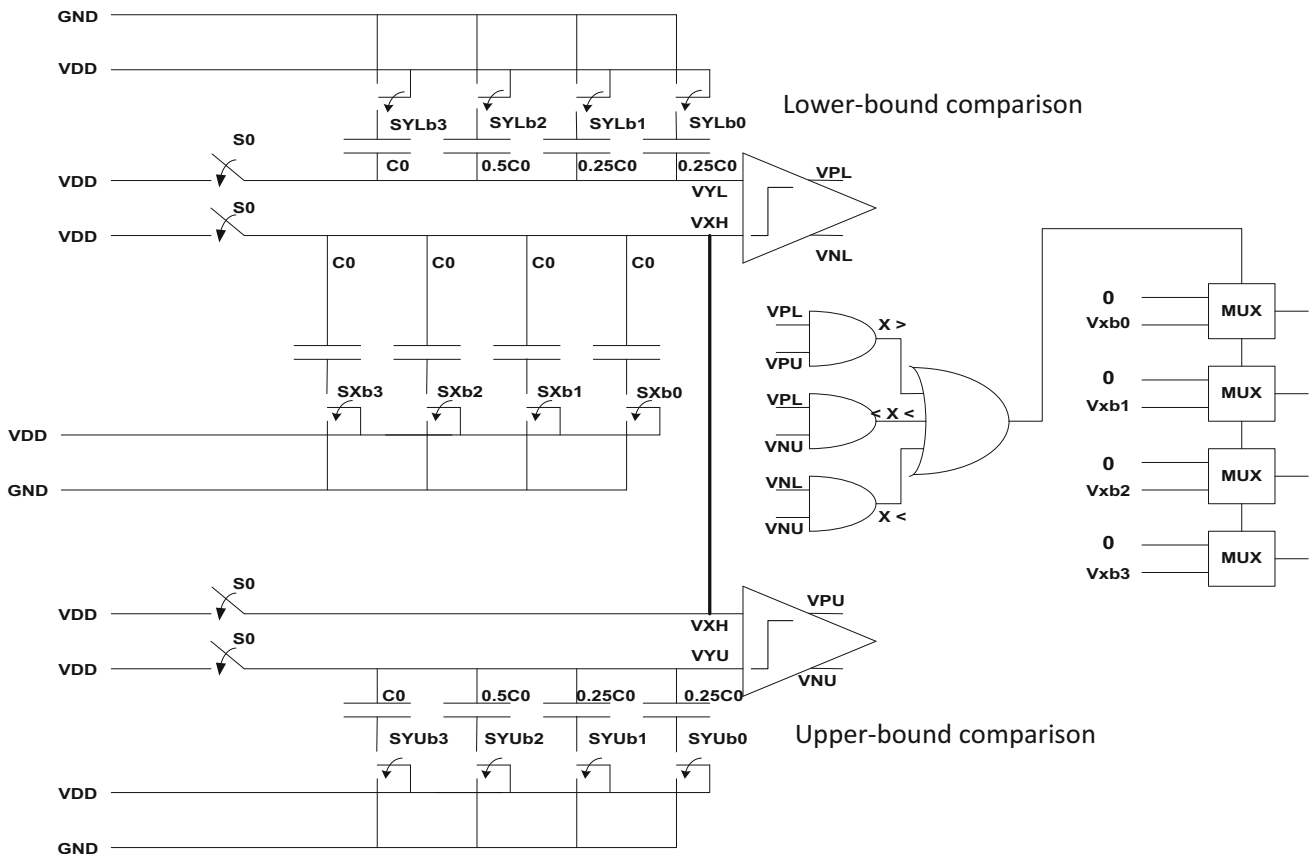 GND
VDD
SYLb3 SYLb2 SYLb1 SYLb0
Lower-bound comparison
S0
C0 0.5C0 0.25C0 0.25C0
VDD
VYL
VPL
S0
VXH
VDD
VNL
C0 C0 C0 C0
SXb3 SXb2 SXb1 SXb0
VDD
GND
VPL
X >
VPU
VPL
< X <
VNU
VNL
X <
VNU
0
Vxb0
MUX
0
Vxb1
MUX
0
Vxb2
MUX
0
Vxb3
MUX
S0
VDD
VXH
VPU
S0
VYU
VDD
VNU
C0 0.5C0 0.25C0 0.25C0
SYUb3 SYUb2 SYUb1 SYUb0
Upper-bound comparison
VDD
GND